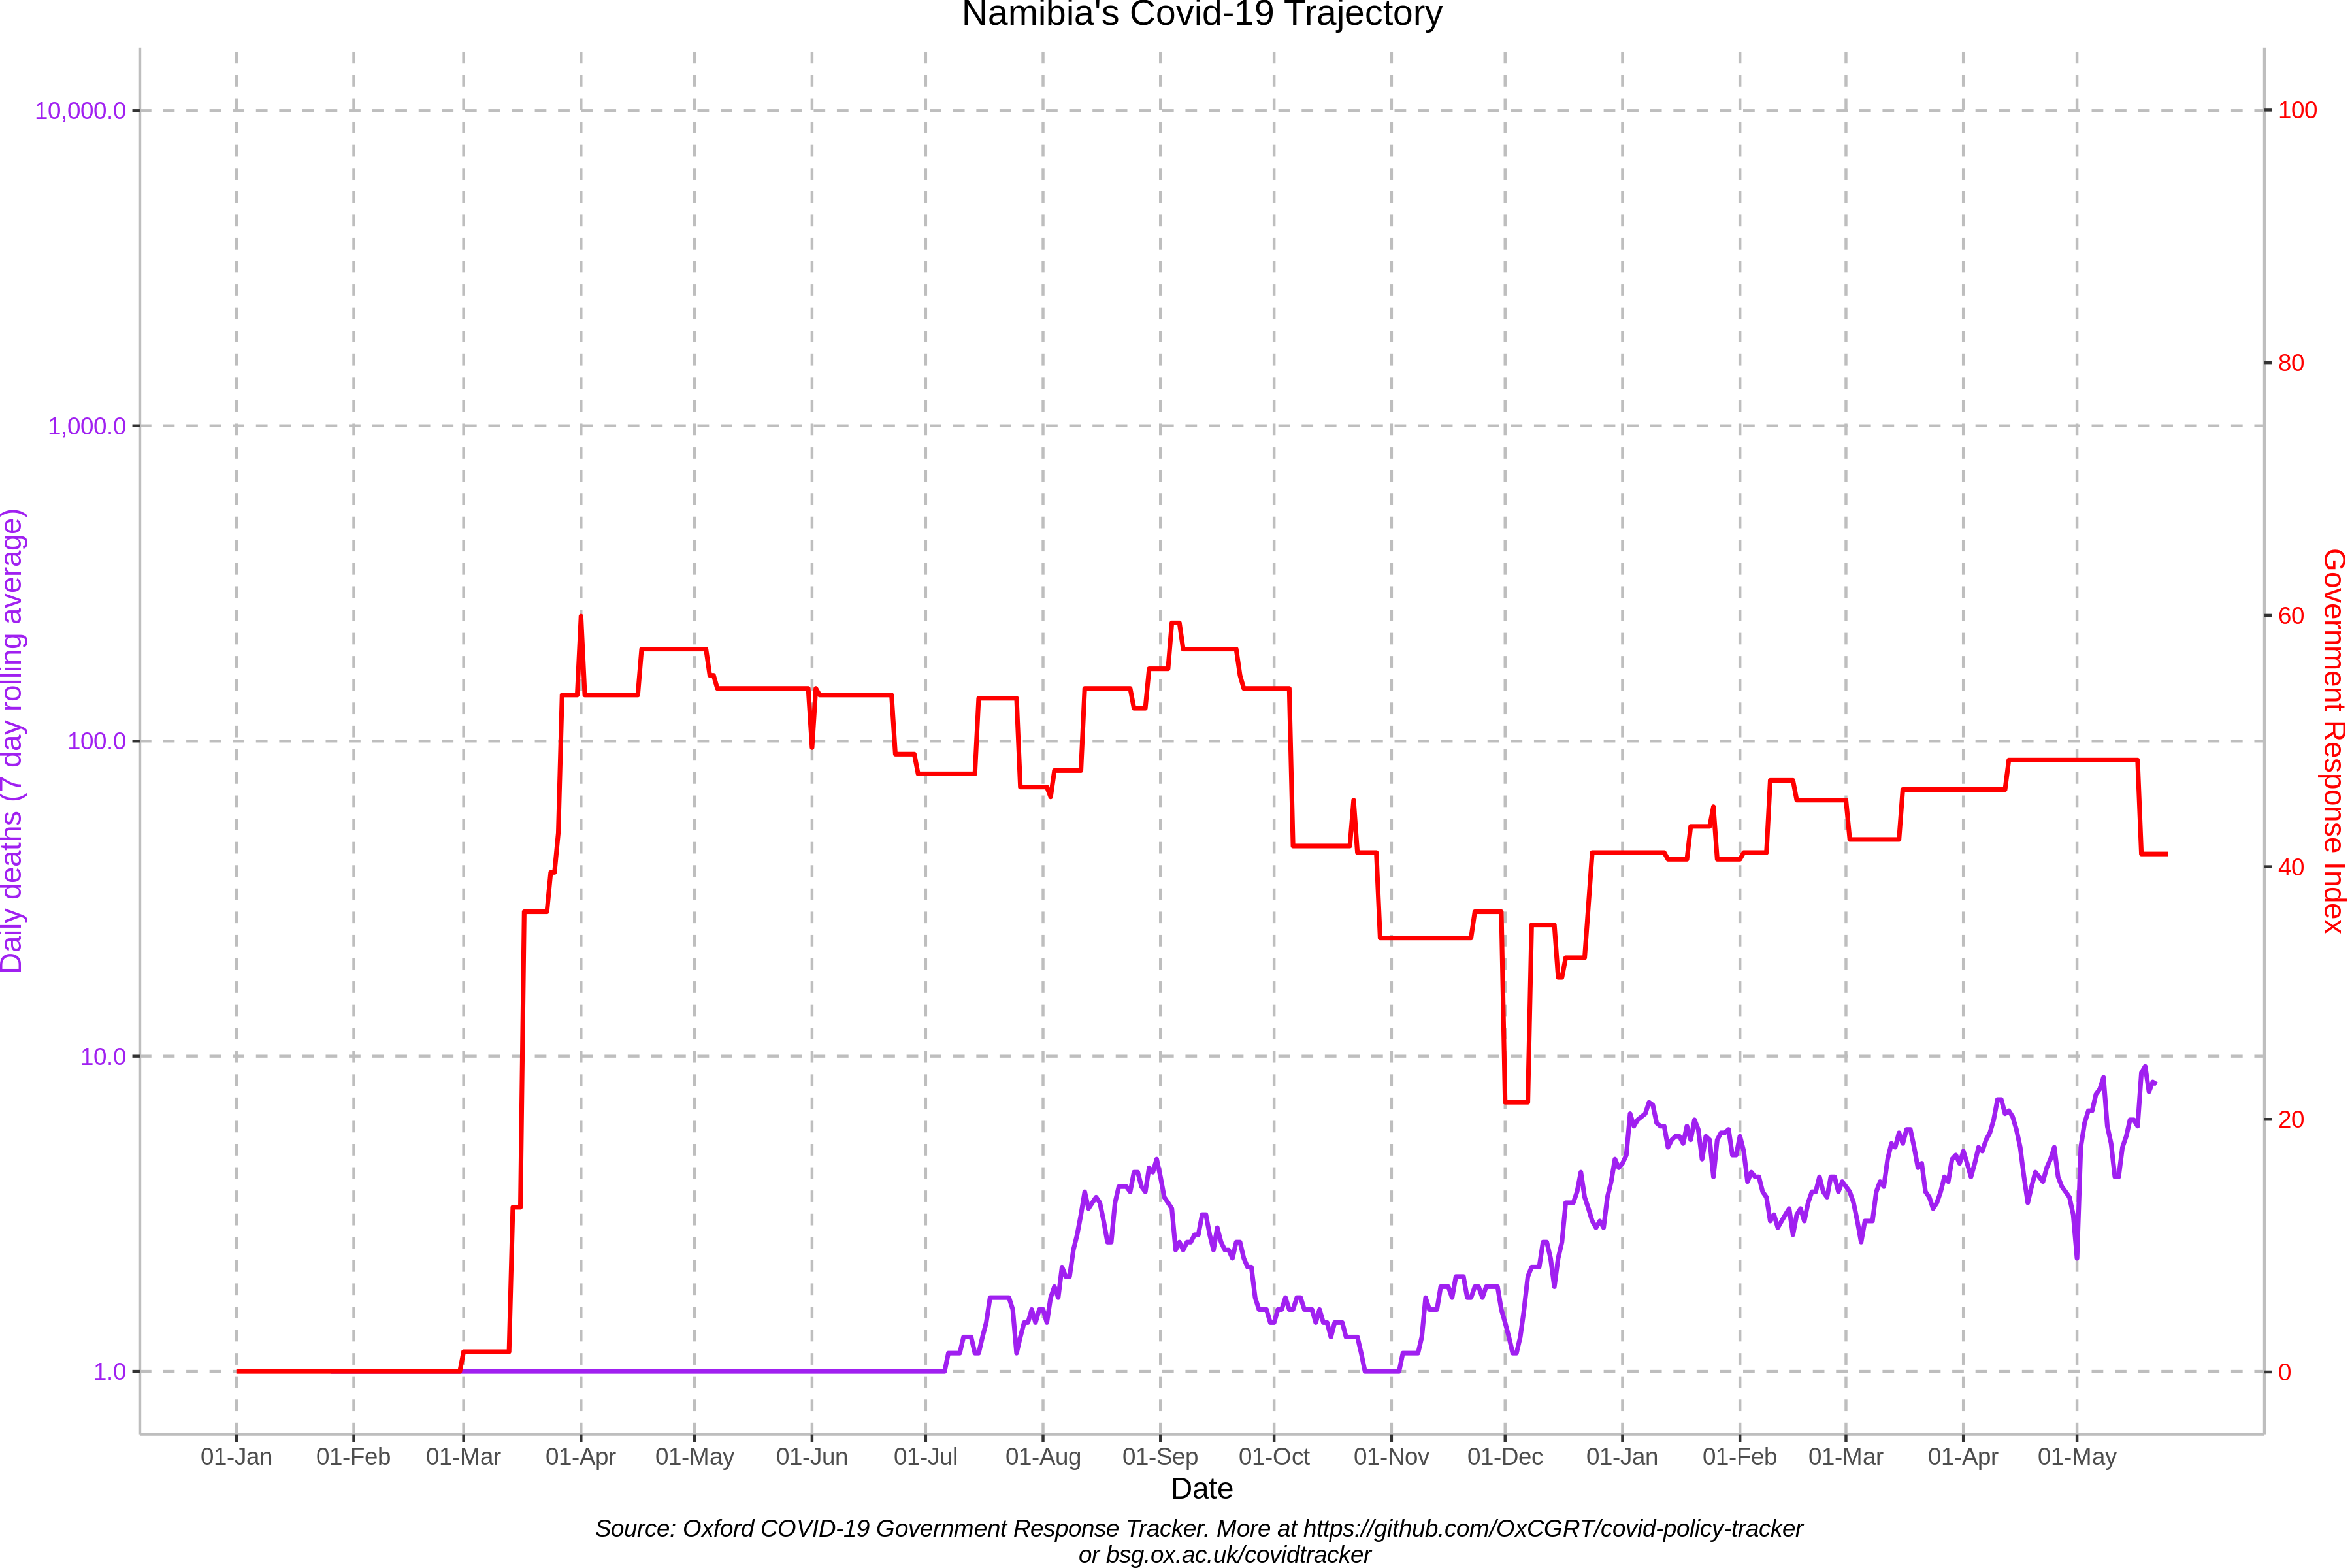 Namibia's Covid-19 Trajectory
10,000.0
1,000.0
100.0
10.0
1.0
Daily deaths (7 day rolling average)
100
80
60
40
20
0
Government Response Index
01-Jan
01-Feb
01-Mar
01-Apr
01-May
01-Jun
01-Jul
01-Aug
01-Sep
01-Oct
01-Nov
01-Dec
01-Jan
01-Feb
01-Mar
01-Apr
01-May
Date
Source: Oxford COVID-19 Government Response Tracker. More at https://github.com/OxCGRT/covid-policy-tracker
or bsg.ox.ac.uk/covidtracker